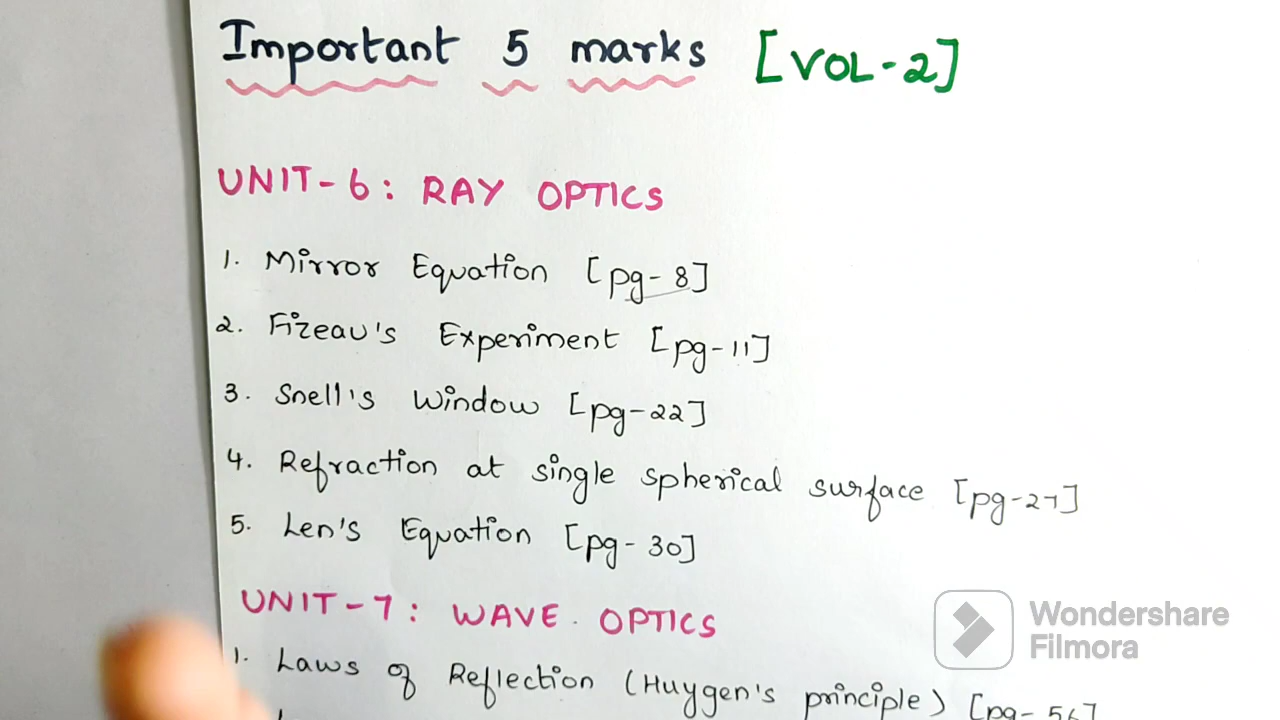 Important 5 marks [VOL-2]
UNIT-6: RAY OPTICS
1. Mirror Equation [pg-8]
2. Fizeau's Experiment [pg-11]
3. Snell's window [pg-22]
4. Refraction at single spherical surface [pg-27]
5. Len's Equation [pg-30]
UNIT-7: WAVE OPTICS
1. Laws of Reflection (Huygen's principle) [pg-56]
Wondershare
Filmora